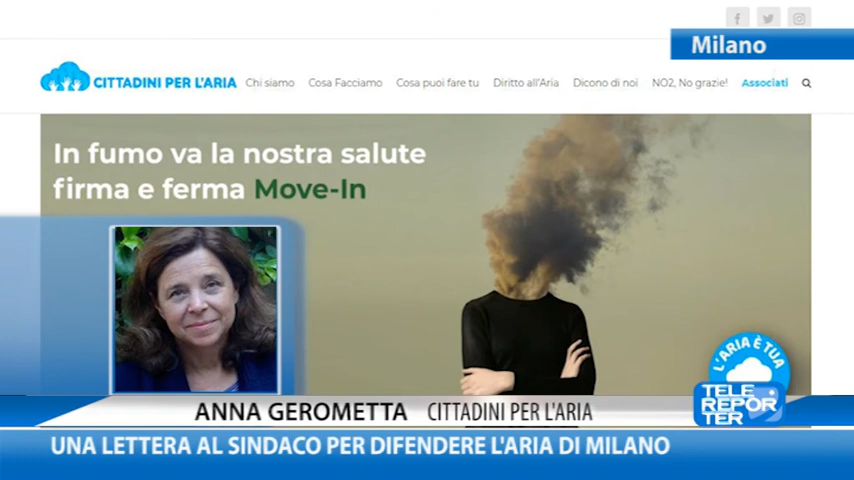 Milano
CITTADINI PER L'ARIA
Chi siamo Cosa Facciamo Cosa puoi fare tu Diritto all'Aria Dicono di noi NO2, No grazie! Associati
In fumo va la nostra salute
firma e ferma Move-In
L'ARIA È TUA
TELE
REPOR
TER
ANNA GEROMETTA CITTADINI PER L'ARIA
UNA LETTERA AL SINDACO PER DIFENDERE L'ARIA DI MILANO